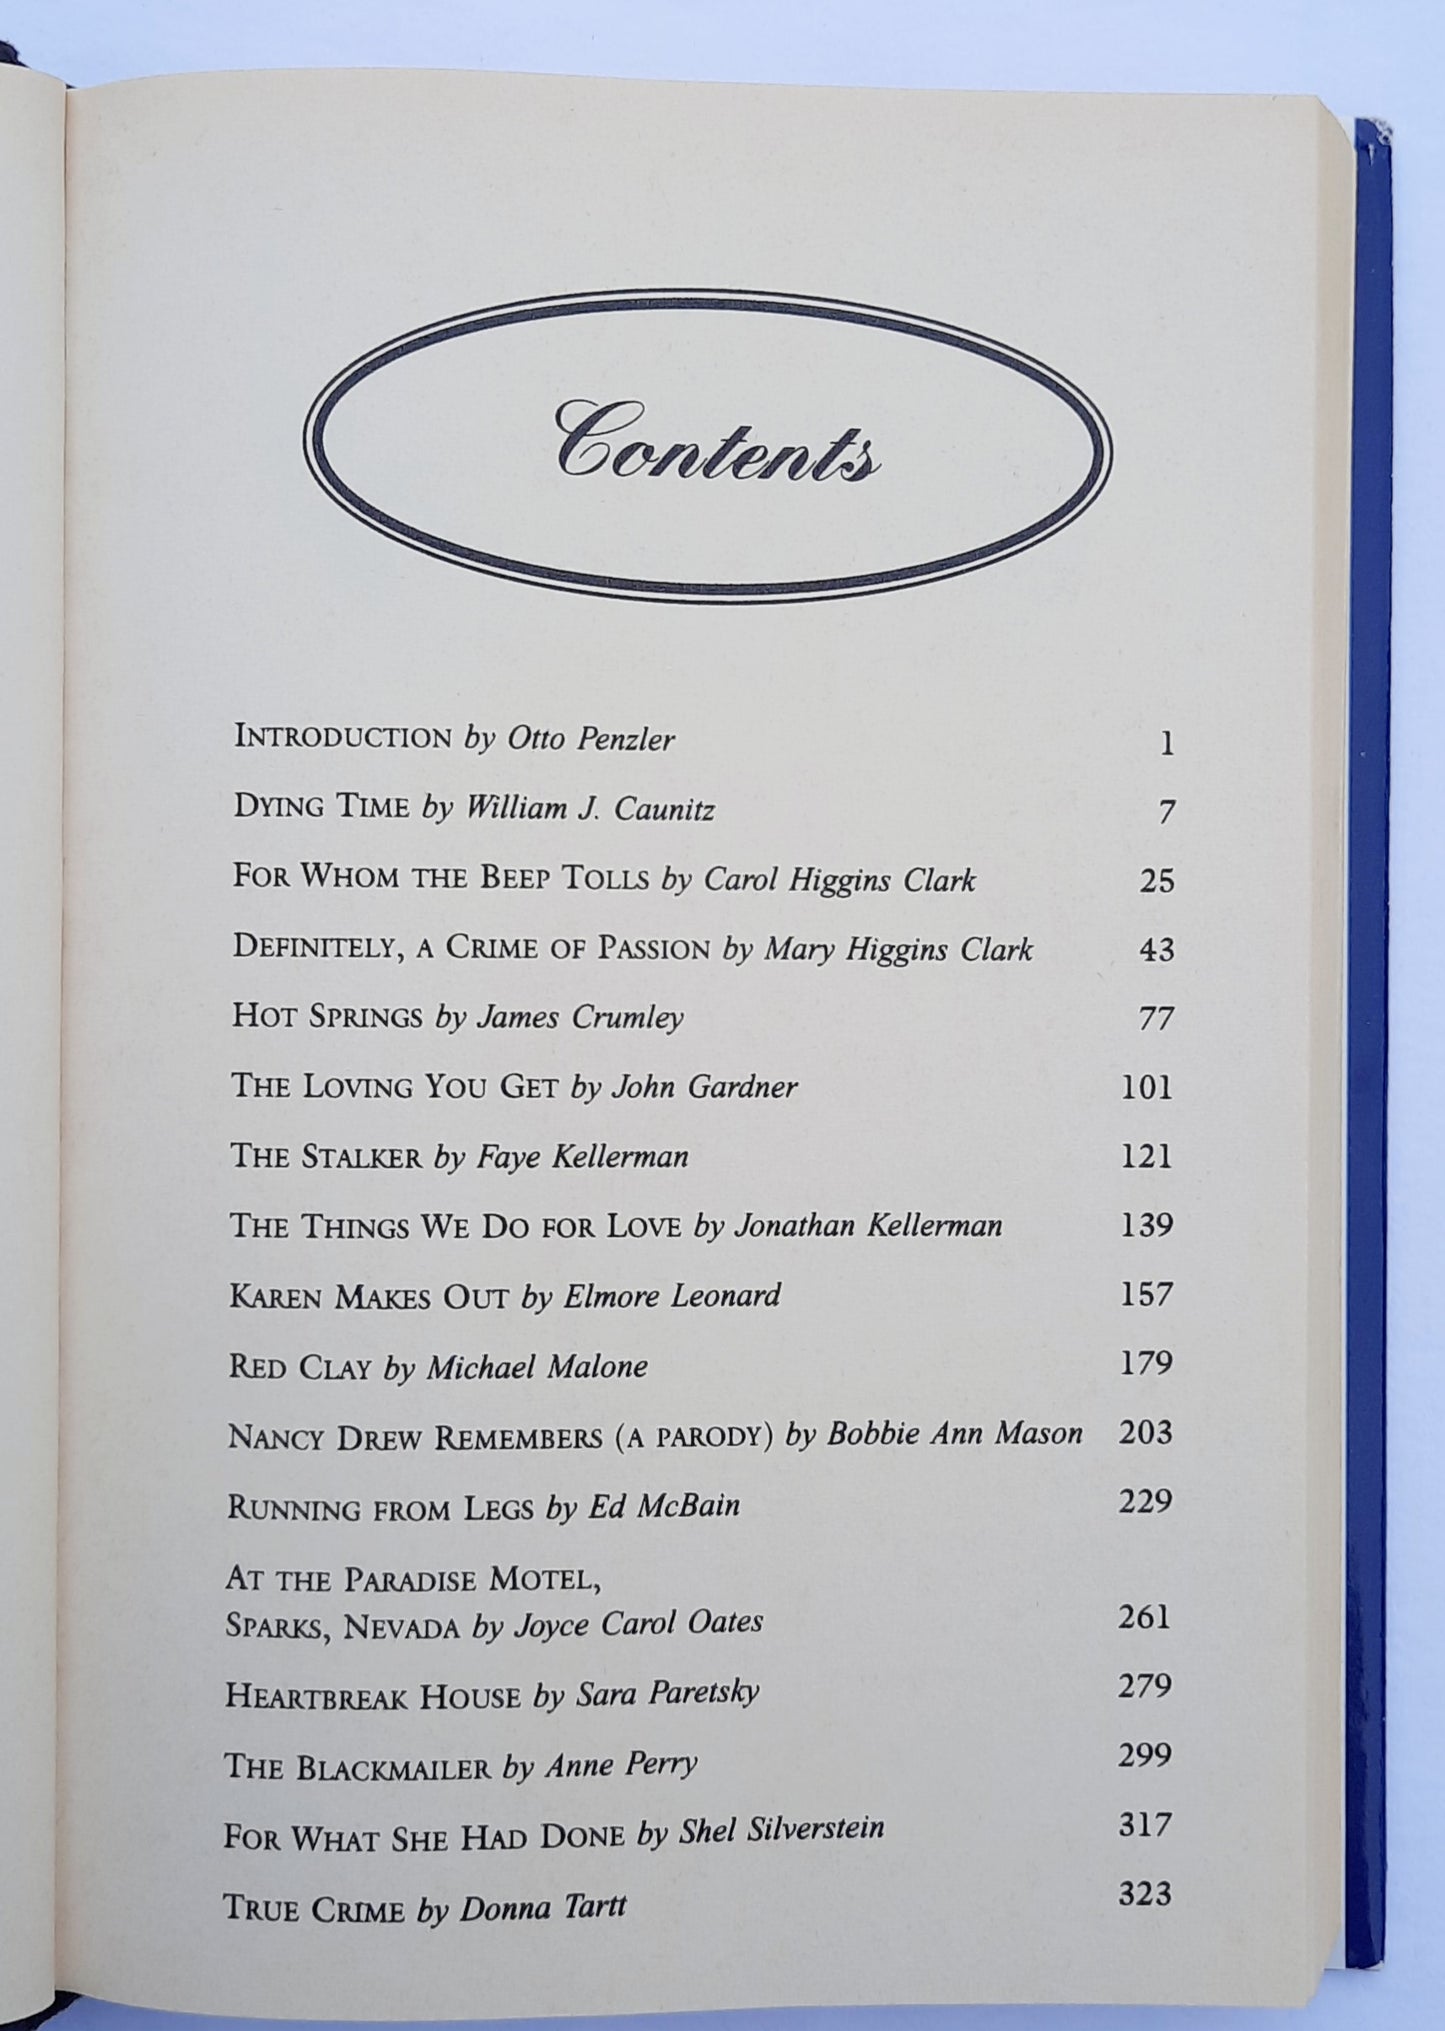 Contents
INTRODUCTION by Otto Penzler 1
DYING TIME by William J. Caunitz 7
FOR WHOM THE BEEP TOLLS by Carol Higgins Clark 25
DEFINITELY, A CRIME OF PASSION by Mary Higgins Clark 43
HOT SPRINGS by James Crumley 77
THE LOVING YOU GET by John Gardner 101
THE STALKER by Faye Kellerman 121
THE THINGS WE DO FOR LOVE by Jonathan Kellerman 139
KAREN MAKES OUT by Elmore Leonard 157
RED CLAY by Michael Malone 179
NANCY DREW REMEMBERS (A PARODY) by Bobbie Ann Mason 203
RUNNING FROM LEGS by Ed McBain 229
AT THE PARADISE MOTEL,
SPARKS, NEVADA by Joyce Carol Oates 261
HEARTBREAK HOUSE by Sara Paretsky 279
THE BLACKMAILER by Anne Perry 299
FOR WHAT SHE HAD DONE by Shel Silverstein 317
TRUE CRIME by Donna Tartt 323